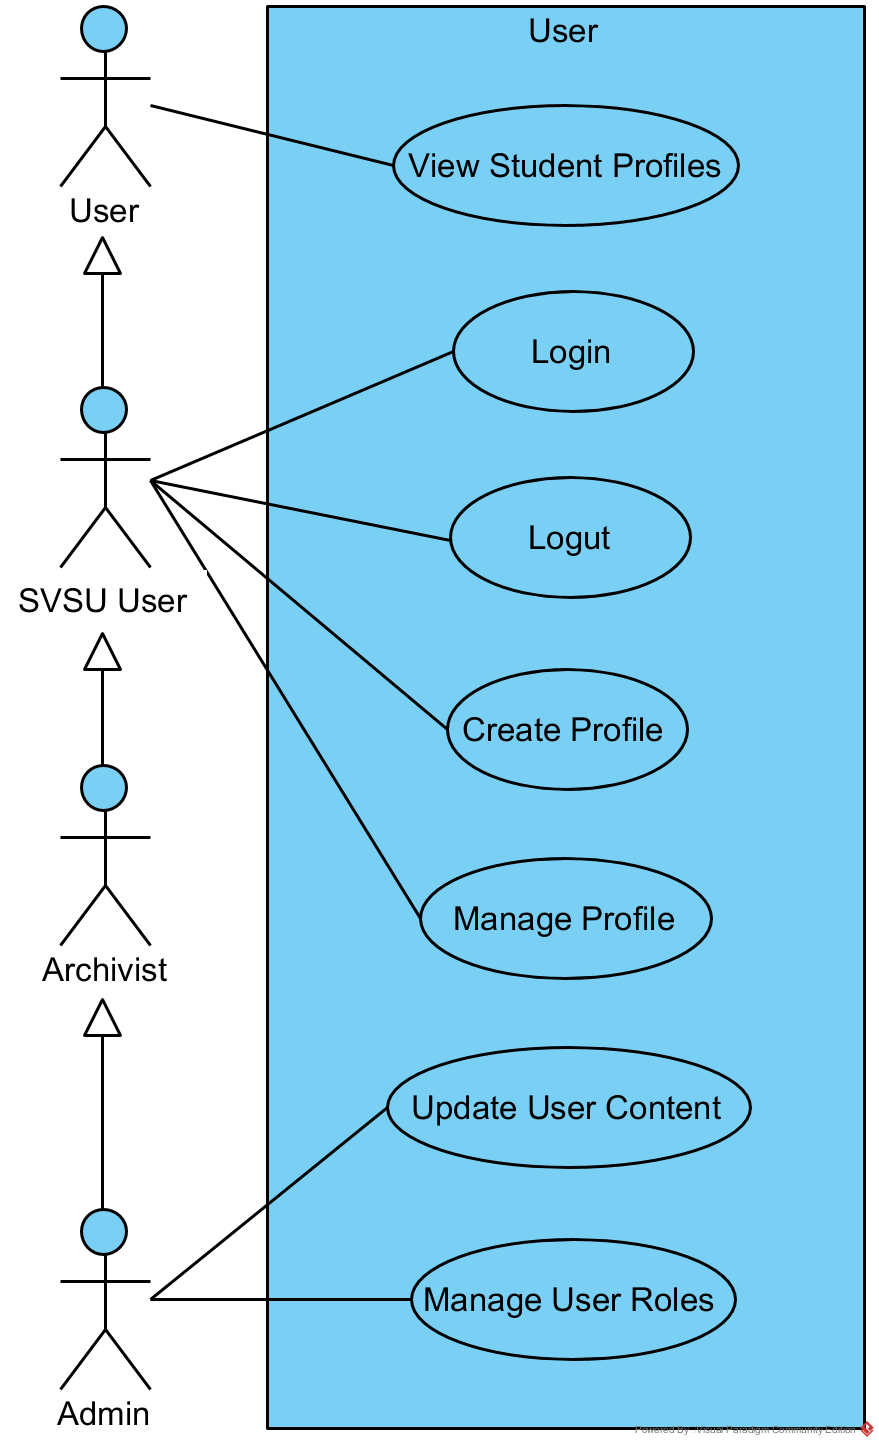 User
View Student Profiles
User
Login
Logut
SVSU User
Create Profile
Manage Profile
Archivist
Update User Content
Manage User Roles
Admin
Powered By Visual Paradigm Community Edition